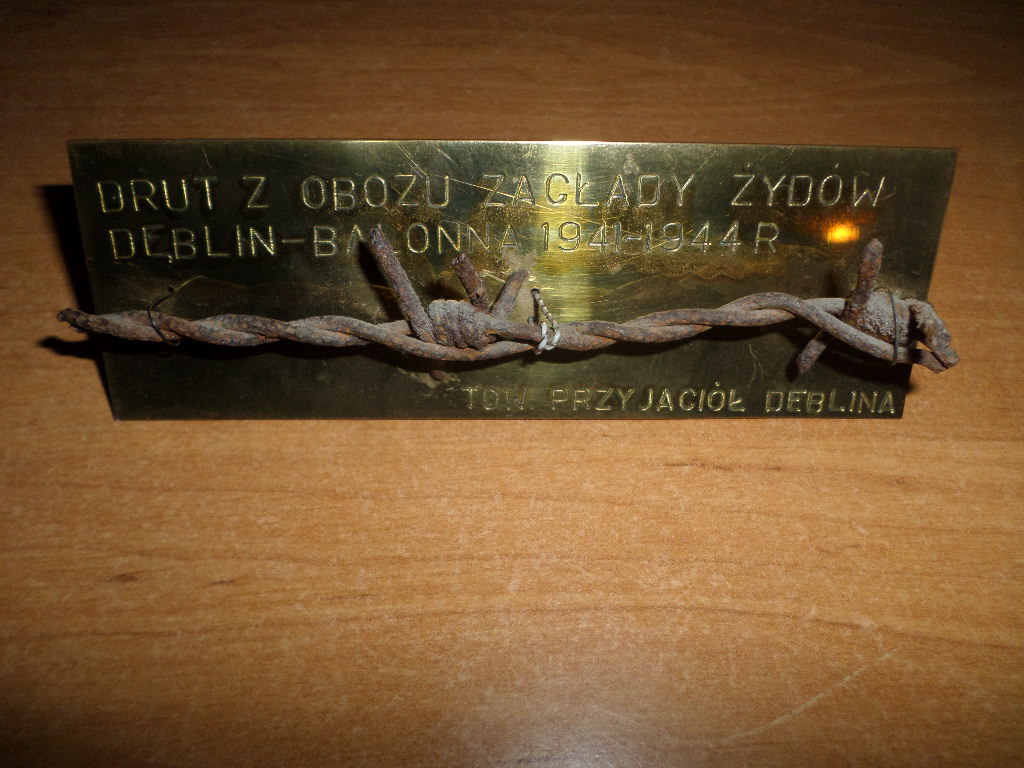 DRUT Z OBOZU ZAGŁADY ŻYDÓW
DĘBLIN-BALONNA 1941-1944 R
TOW. PRZYJACIÓŁ DĘBLINA